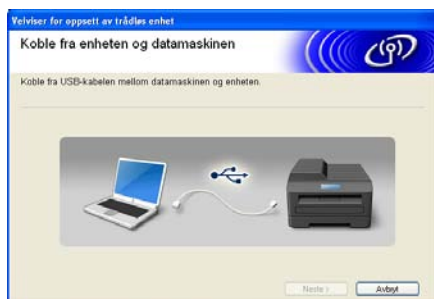 Veiviser for oppsett av trådløs enhet
Koble fra enheten og datamaskinen
Koble fra USB-kabelen mellom datamaskinen og enheten.
Neste >
Avbryt